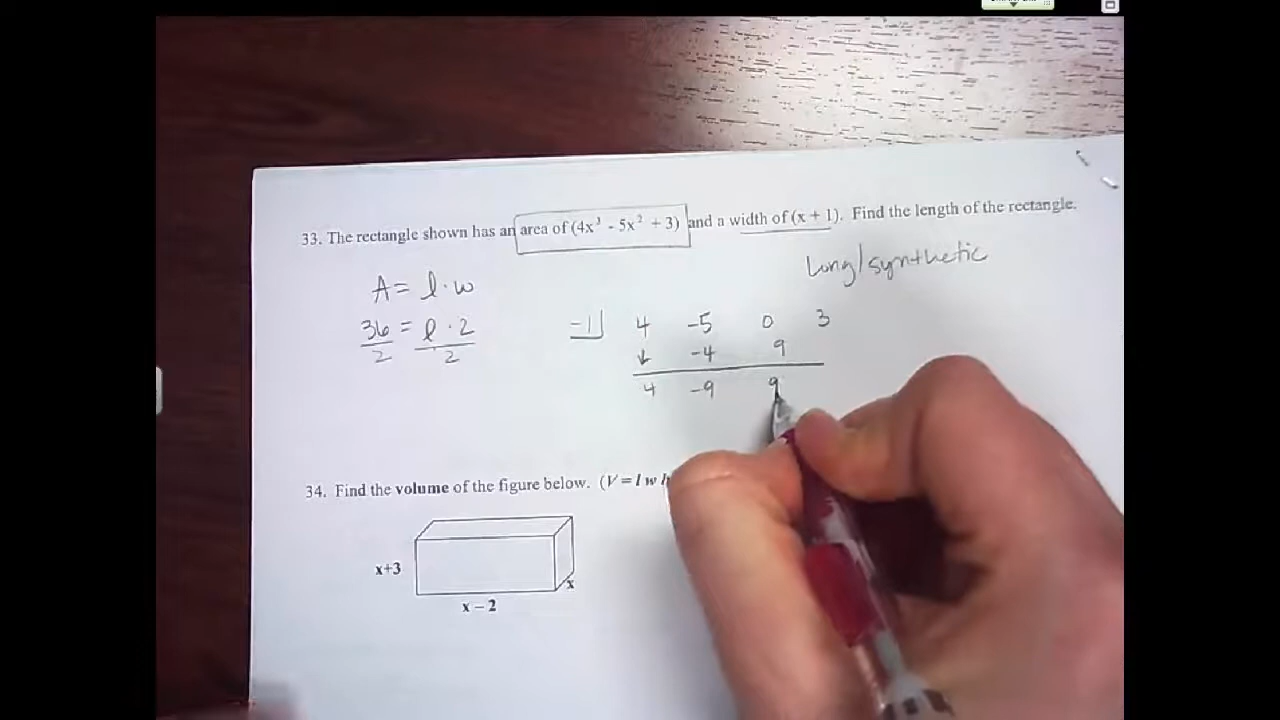 33. The rectangle shown has an area of (4x³ - 5x² + 3) and a width of (x + 1). Find the length of the rectangle.
long/synthetic
A = l · w
36 = l · 2
2 2
-1 4 -5 0 3
↓ -4 9
4 -9 9
34. Find the volume of the figure below. (V = l w h
x+3
x
x – 2